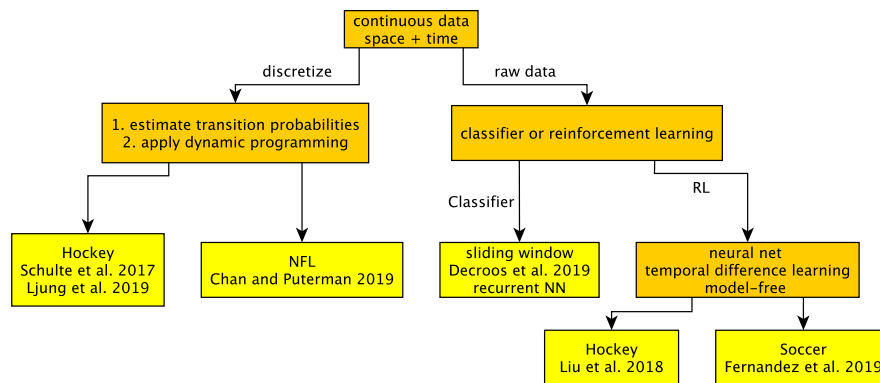 continuous data
space + time
discretize
raw data
1. estimate transition probabilities
2. apply dynamic programming
classifier or reinforcement learning
Classifier
RL
Hockey
Schulte et al. 2017
Ljung et al. 2019
NFL
Chan and Puterman 2019
sliding window
Decroos et al. 2019
recurrent NN
neural net
temporal difference learning
model-free
Hockey
Liu et al. 2018
Soccer
Fernandez et al. 2019